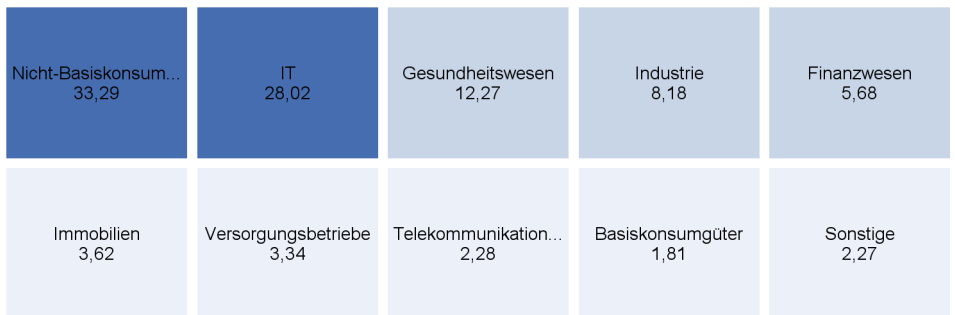 Nicht-Basiskonsum...
33,29
IT
28,02
Gesundheitswesen
12,27
Industrie
8,18
Finanzwesen
5,68
Immobilien
3,62
Versorgungsbetriebe
3,34
Telekommunikation...
2,28
Basiskonsumgüter
1,81
Sonstige
2,27